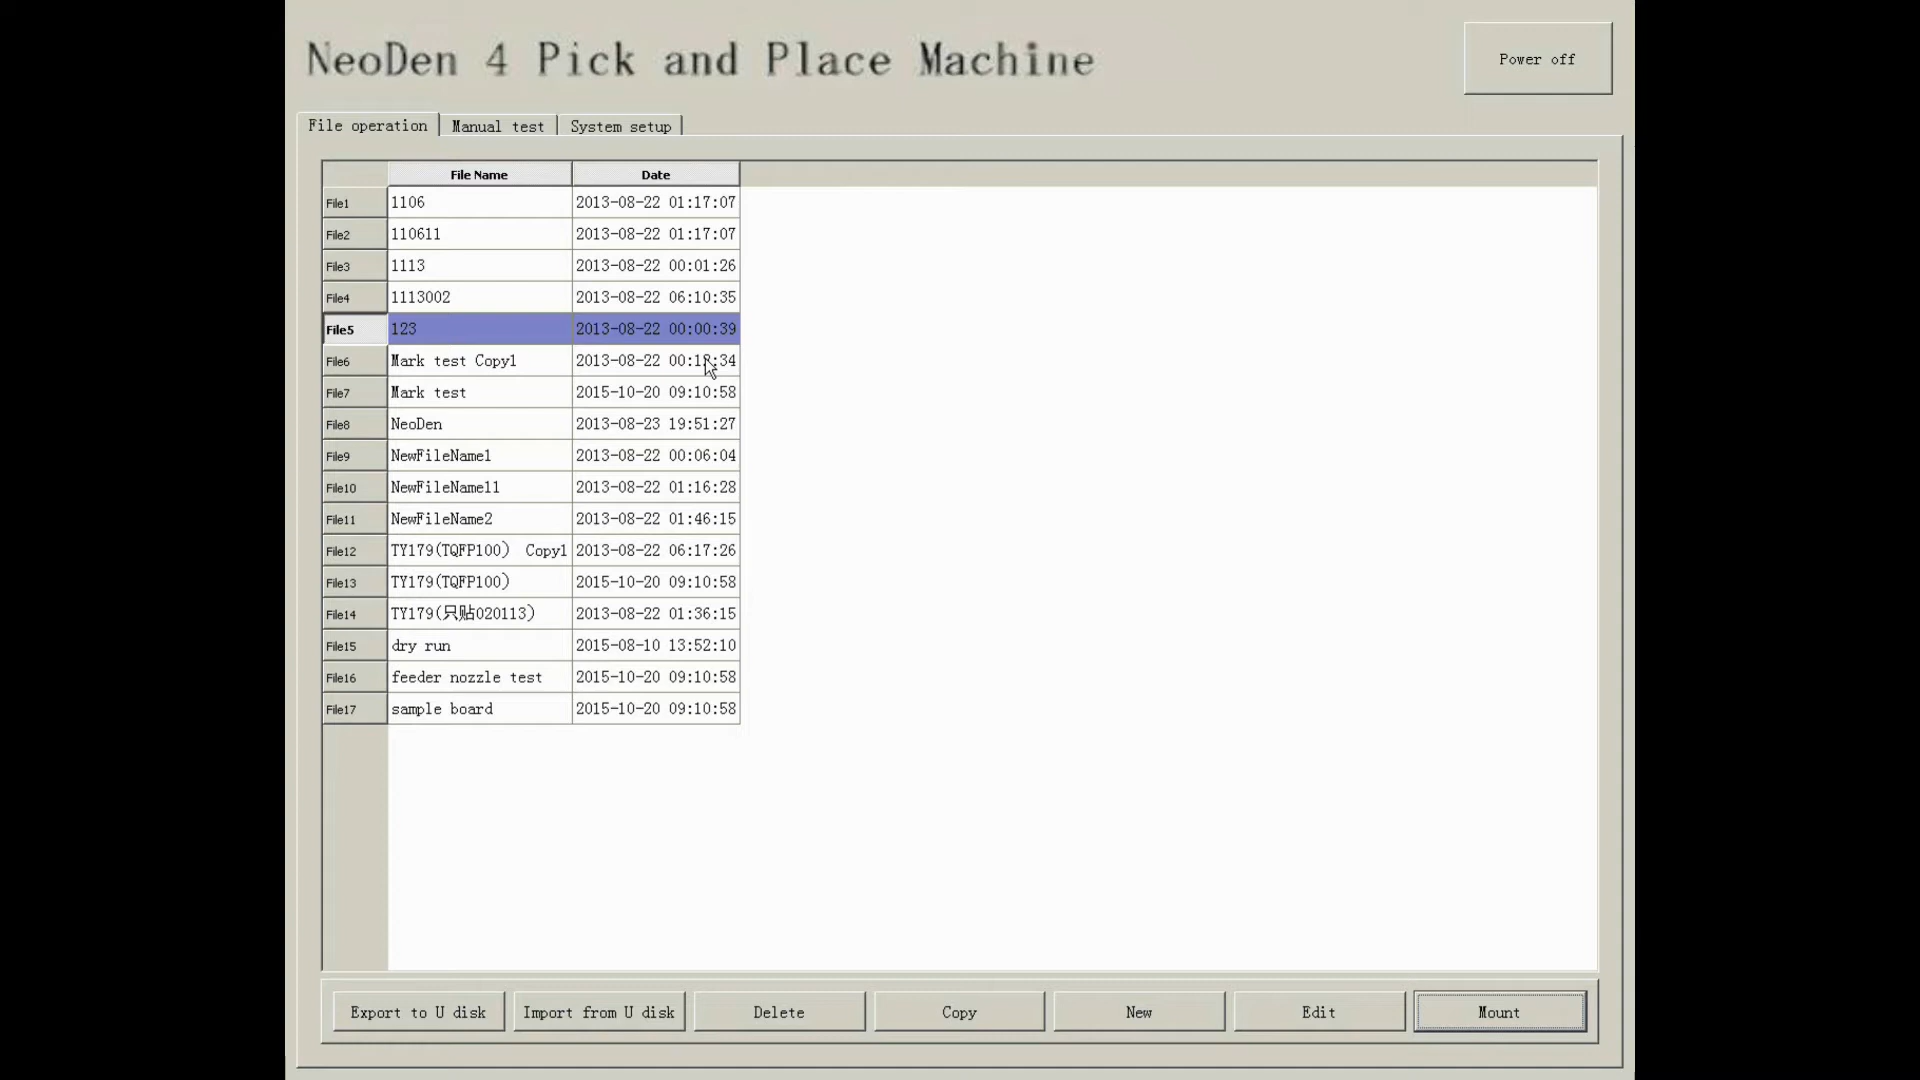 NeoDen 4 Pick and Place Machine
Power off
File operation Manual test System setup
File Name Date
File1 1106 2013-08-22 01:17:07
File2 110611 2013-08-22 01:17:07
File3 1113 2013-08-22 00:01:26
File4 1113002 2013-08-22 06:10:35
File5 123 2013-08-22 00:00:39
File6 Mark test Copy1 2013-08-22
File7 Mark test 2015-10-20 09:10:58
File8 NeoDen 2013-08-23 19:51:27
File9 NewFileName1 2013-08-22 00:06:04
File10 NewFileName11 2013-08-22 01:16:28
File11 NewFileName2 2013-08-22 01:46:15
File12 TY179(TQFP100) Copy1 2013-08-22 06:17:26
File13 TY179(TQFP100) 2015-10-20 09:10:58
File14 TY179(只贴020113) 2013-08-22 01:36:15
File15 dry run 2015-08-10 13:52:10
File16 feeder nozzle test 2015-10-20 09:10:58
File17 sample board 2015-10-20 09:10:58
Export to U disk Import from U disk Delete Copy New Edit Mount